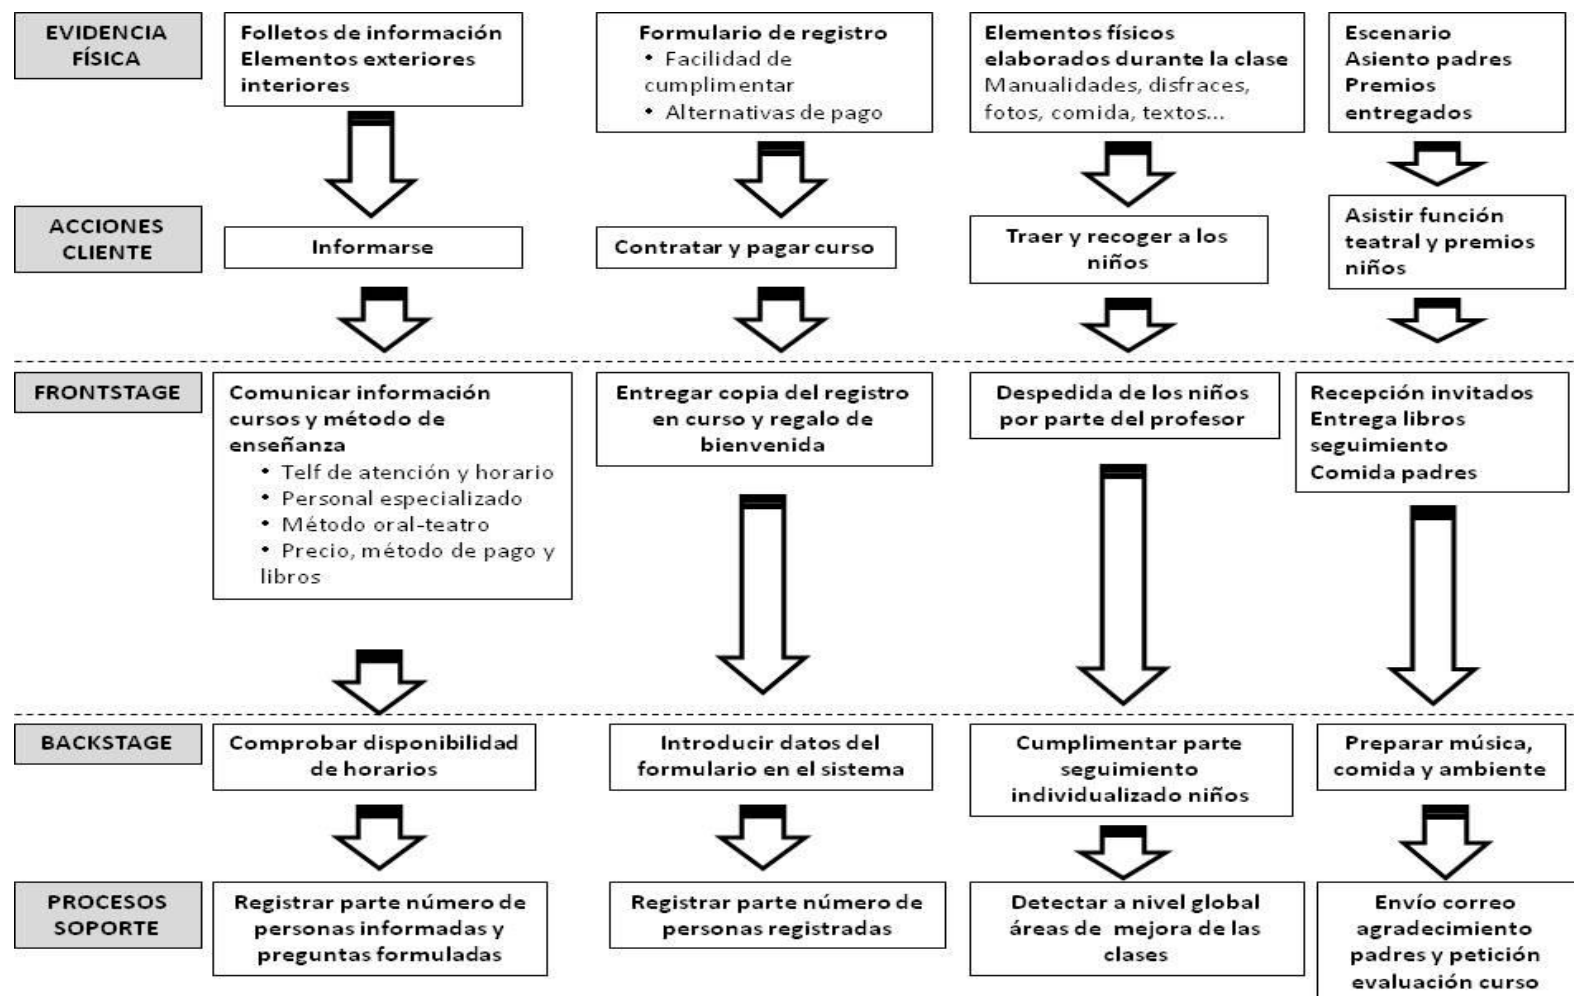 EVIDENCIA
FÍSICA
Folletos de información
Elementos exteriores
interiores
Formulario de registro
• Facilidad de
cumplimentar
• Alternativas de pago
Elementos físicos
elaborados durante la clase
Manualidades, disfraces,
fotos, comida, textos...
Escenario
Asiento padres
Premios
entregados
ACCIONES
CLIENTE
Informarse
Contratar y pagar curso
Traer y recoger a los
niños
Asistir función
teatral y premios
niños
FRONTSTAGE
Comunicar información
cursos y método de
enseñanza
• Telf de atención y horario
• Personal especializado
• Método oral-teatro
• Precio, método de pago y
libros
Entregar copia del registro
en curso y regalo de
bienvenida
Despedida de los niños
por parte del profesor
Recepción invitados
Entrega libros
seguimiento
Comida padres
BACKSTAGE
Comprobar disponibilidad
de horarios
Introducir datos del
formulario en el sistema
Cumplimentar parte
seguimiento
individualizado niños
Preparar música,
comida y ambiente
PROCESOS
SOPORTE
Registrar parte número de
personas informadas y
preguntas formuladas
Registrar parte número de
personas registradas
Detectar a nivel global
áreas de mejora de las
clases
Envío correo
agradecimiento
padres y petición
evaluación curso